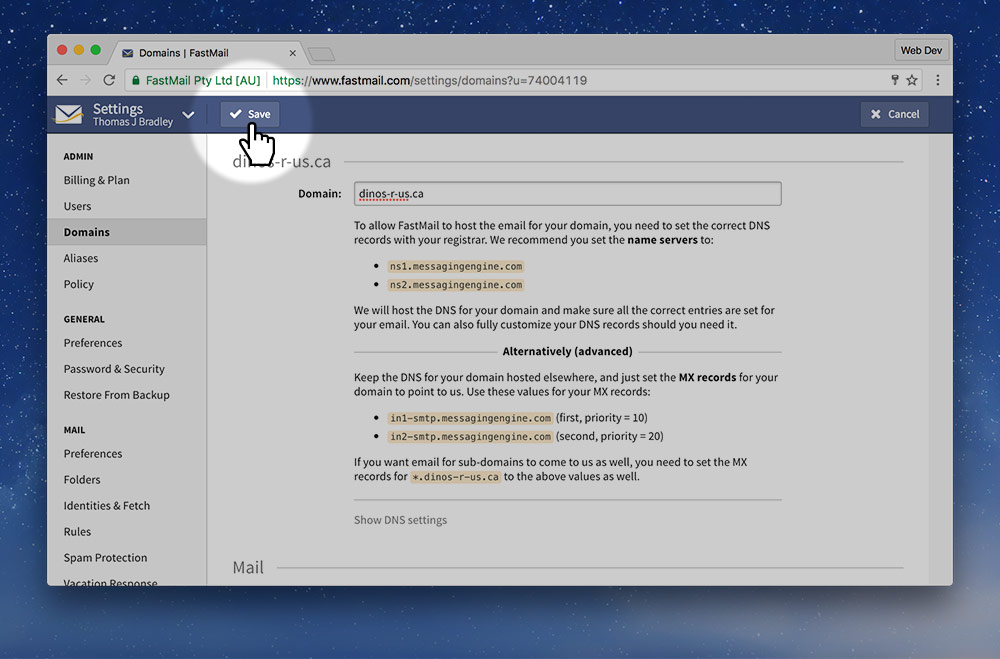 Domains | FastMail
Web Dev
FastMail Pty Ltd [AU]
https://www.fastmail.com/settings/domains?u=74004119
Settings
Thomas J Bradley
Save
Cancel
ADMIN
Billing & Plan
Users
Domains
Aliases
Policy
GENERAL
Preferences
Password & Security
Restore From Backup
MAIL
Preferences
Folders
Identities & Fetch
Rules
Spam Protection
Vacation Response
dinos-r-us.ca
Domain:
dinos-r-us.ca
To allow FastMail to host the email for your domain, you need to set the correct DNS
records with your registrar. We recommend you set the name servers to:
• ns1.messagingengine.com
• ns2.messagingengine.com
We will host the DNS for your domain and make sure all the correct entries are set for
your email. You can also fully customize your DNS records should you need it.
Alternatively (advanced)
Keep the DNS for your domain hosted elsewhere, and just set the MX records for your
domain to point to us. Use these values for your MX records:
• in1-smtp.messagingengine.com (first, priority = 10)
• in2-smtp.messagingengine.com (second, priority = 20)
If you want email for sub-domains to come to us as well, you need to set the MX
records for *.dinos-r-us.ca to the above values as well.
Show DNS settings
Mail